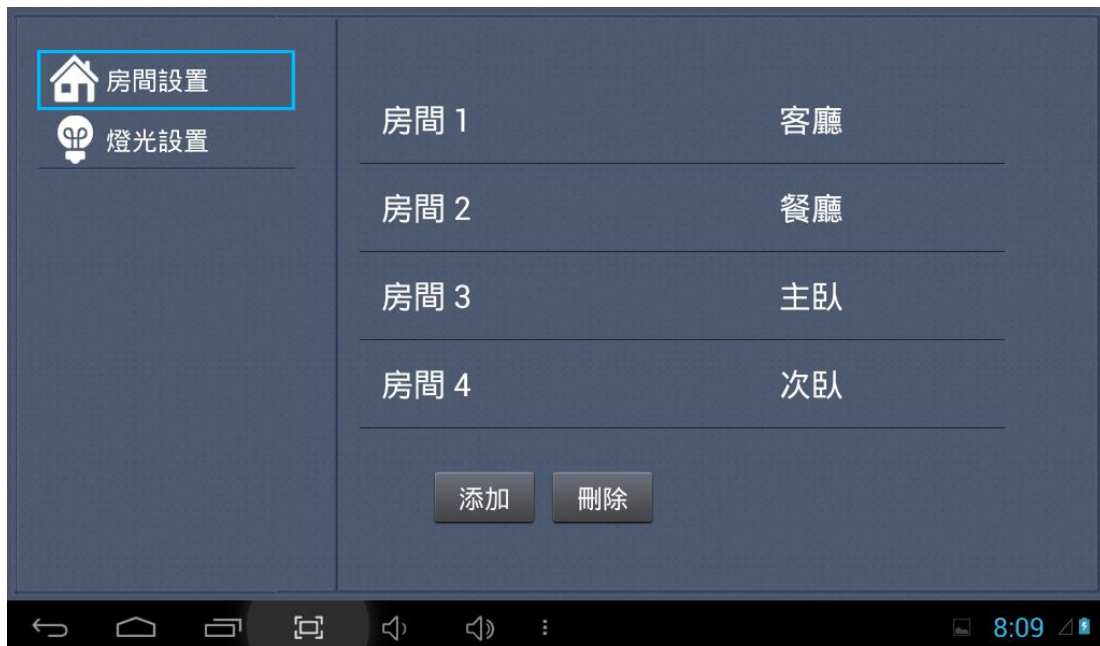 房間設置
燈光設置
房間 1 客廳
房間 2 餐廳
房間 3 主臥
房間 4 次臥
添加 刪除
8:09